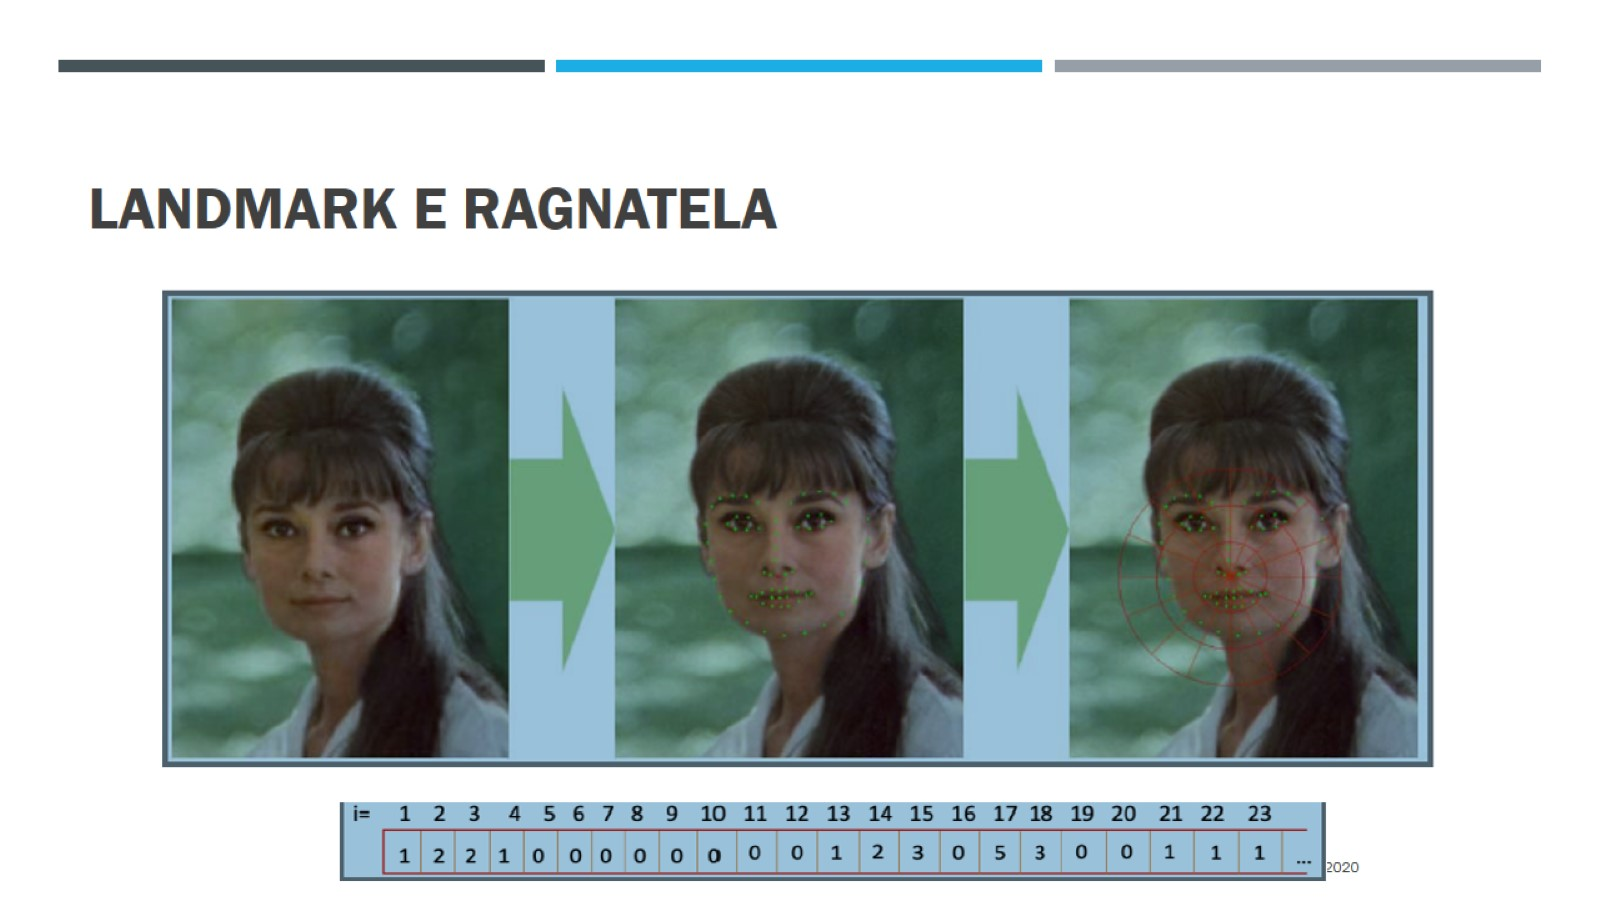 LANDMARK E RAGNATELA
i= 1 2 3 4 5 6 7 8 9 10 11 12 13 14 15 16 17 18 19 20 21 22 23
1 2 2 1 0 0 0 0 0 0 0 0 1 2 3 0 5 3 0 0 1 1 1 ...
2020